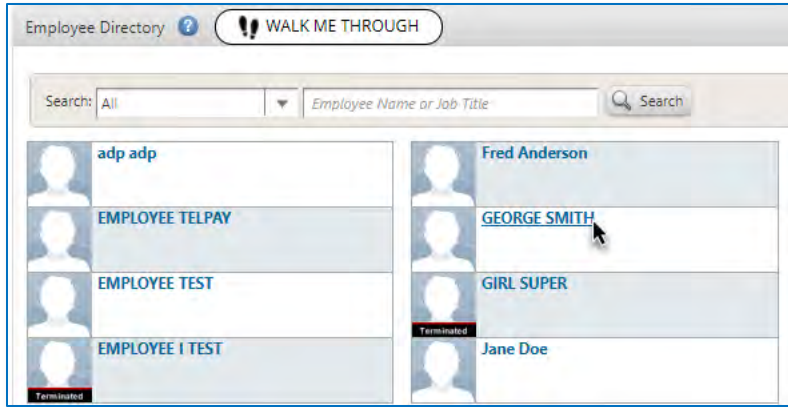 Employee Directory ? WALK ME THROUGH
Search: All Employee Name or Job Title Search
adp adp
Fred Anderson
EMPLOYEE TELPAY
GEORGE SMITH
EMPLOYEE TEST
GIRL SUPER
Terminated
EMPLOYEE I TEST
Terminated
Jane Doe